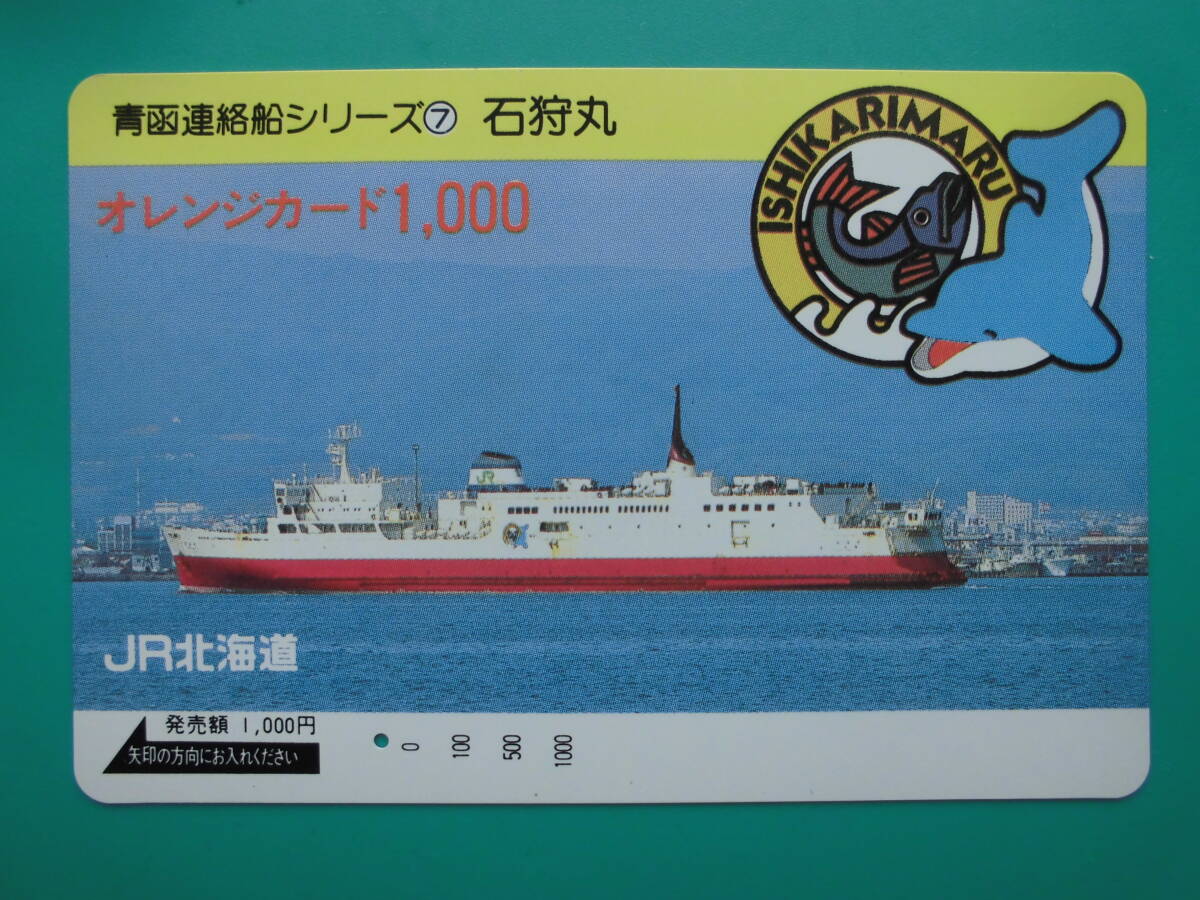 青函連絡船シリーズ⑦ 石狩丸
オレンジカード1,000
ISHIKARIMARU
JR
JR北海道
発売額 1,000円
矢印の方向にお入れください
0 100 500 1000